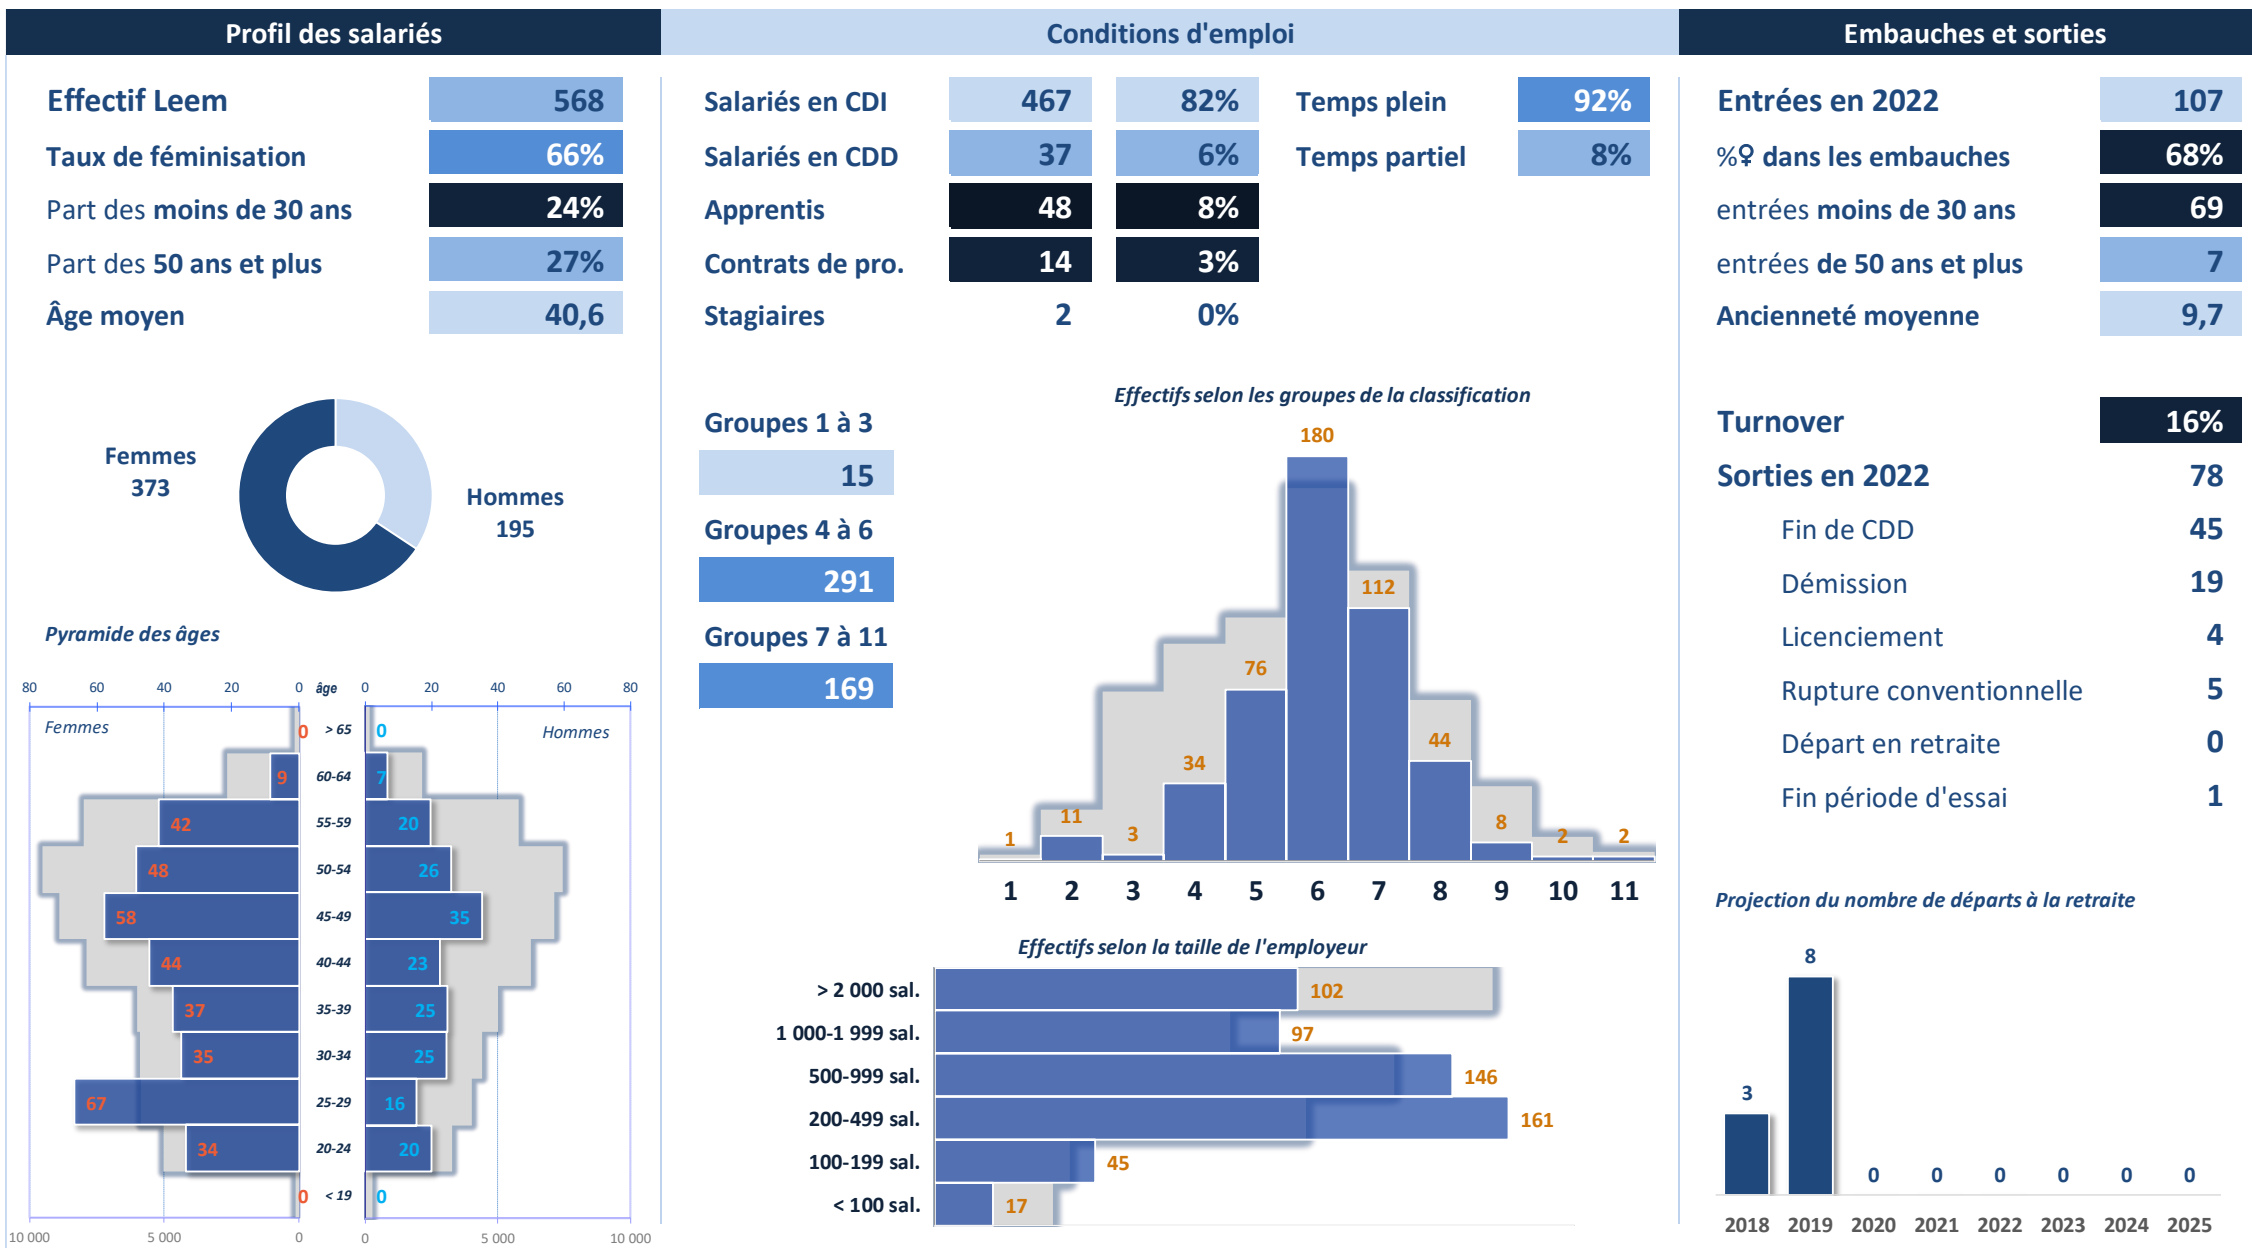 Profil des salariés
Effectif Leem 568
Taux de féminisation 66%
Part des moins de 30 ans 24%
Part des 50 ans et plus 27%
Âge moyen 40,6
Femmes
373
Hommes
195
Pyramide des âges
80 60 40 20 0 âge 0 20 40 60 80
Femmes Hommes
0 > 65 0
9 60-64 7
42 55-59 20
48 50-54 26
58 45-49 35
44 40-44 23
37 35-39 25
35 30-34 25
67 25-29 16
34 20-24 20
0 < 19 0
10 000 5 000 0 0 5 000 10 000
Conditions d'emploi
Salariés en CDI 467 82%
Salariés en CDD 37 6%
Apprentis 48 8%
Contrats de pro. 14 3%
Stagiaires 2 0%
Temps plein 92%
Temps partiel 8%
Groupes 1 à 3
15
Groupes 4 à 6
291
Groupes 7 à 11
169
Effectifs selon les groupes de la classification
1 11 3 34 76 180 112 44 8 2 2
1 2 3 4 5 6 7 8 9 10 11
Effectifs selon la taille de l'employeur
> 2 000 sal. 102
1 000-1 999 sal. 97
500-999 sal. 146
200-499 sal. 161
100-199 sal. 45
< 100 sal. 17
Embauches et sorties
Entrées en 2022 107
%♀ dans les embauches 68%
entrées moins de 30 ans 69
entrées de 50 ans et plus 7
Ancienneté moyenne 9,7
Turnover 16%
Sorties en 2022 78
Fin de CDD 45
Démission 19
Licenciement 4
Rupture conventionnelle 5
Départ en retraite 0
Fin période d'essai 1
Projection du nombre de départs à la retraite
3 8 0 0 0 0 0 0
2018 2019 2020 2021 2022 2023 2024 2025